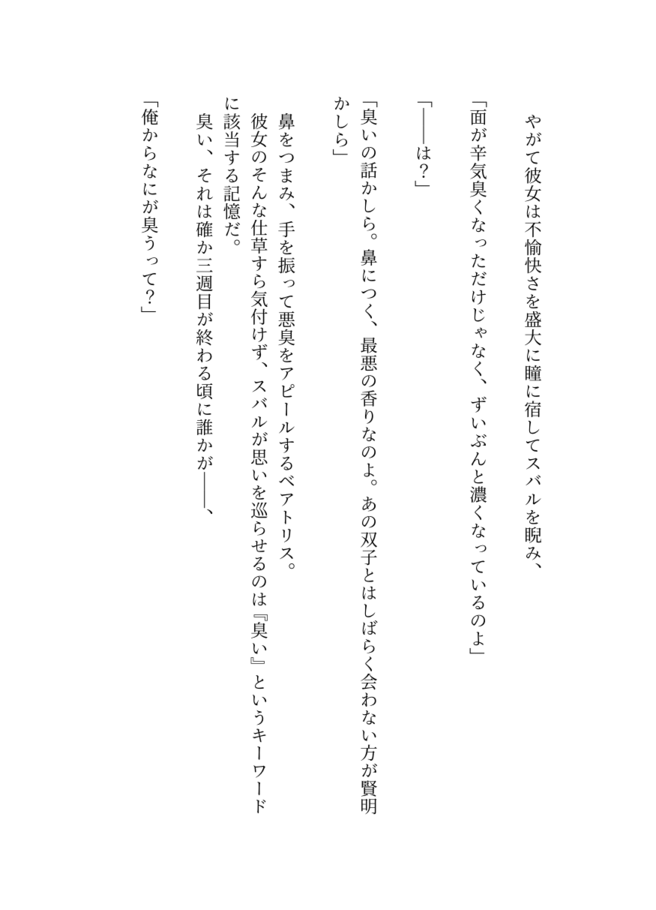 やがて彼女は不愉快さを盛大に瞳に宿してスバルを睨み、
「面が辛気臭くなっただけじゃなく、ずいぶんと濃くなっているのよ」
「――は？」
「臭いの話かしら。鼻につく、最悪の香りなのよ。あの双子とはしばらく会わない方が賢明
かしら」
鼻をつまみ、手を振って悪臭をアピールするベアトリス。
彼女のそんな仕草すら気付けず、スバルが思いを巡らせるのは『臭い』というキーワード
に該当する記憶だ。
臭い、それは確か三週目が終わる頃に誰かが――、
「俺からなにが臭うって？」